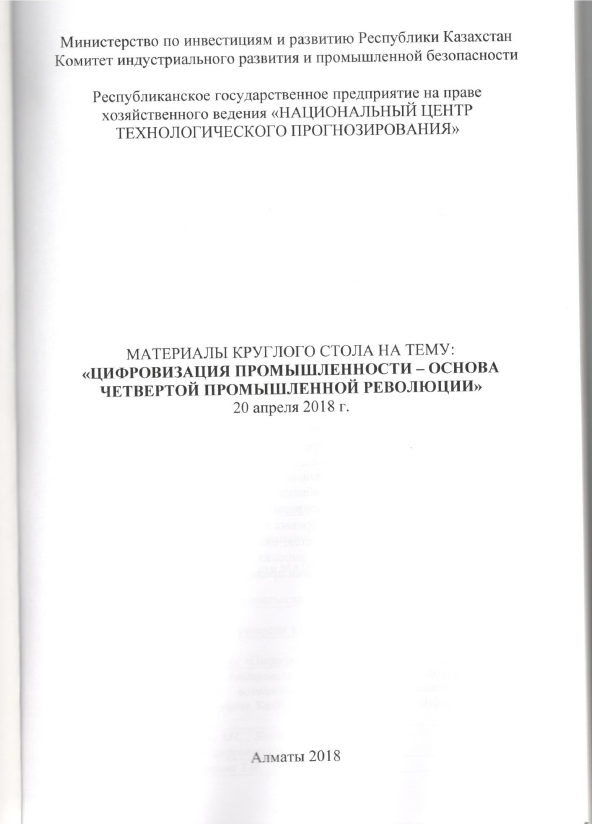 Министерство по инвестициям и развитию Республики Казахстан
Комитет индустриального развития и промышленной безопасности
Республиканское государственное предприятие на праве
хозяйственного ведения «НАЦИОНАЛЬНЫЙ ЦЕНТР
ТЕХНОЛОГИЧЕСКОГО ПРОГНОЗИРОВАНИЯ»
МАТЕРИАЛЫ КРУГЛОГО СТОЛА НА ТЕМУ:
«ЦИФРОВИЗАЦИЯ ПРОМЫШЛЕННОСТИ – ОСНОВА
ЧЕТВЕРТОЙ ПРОМЫШЛЕННОЙ РЕВОЛЮЦИИ»
20 апреля 2018 г.
Алматы 2018